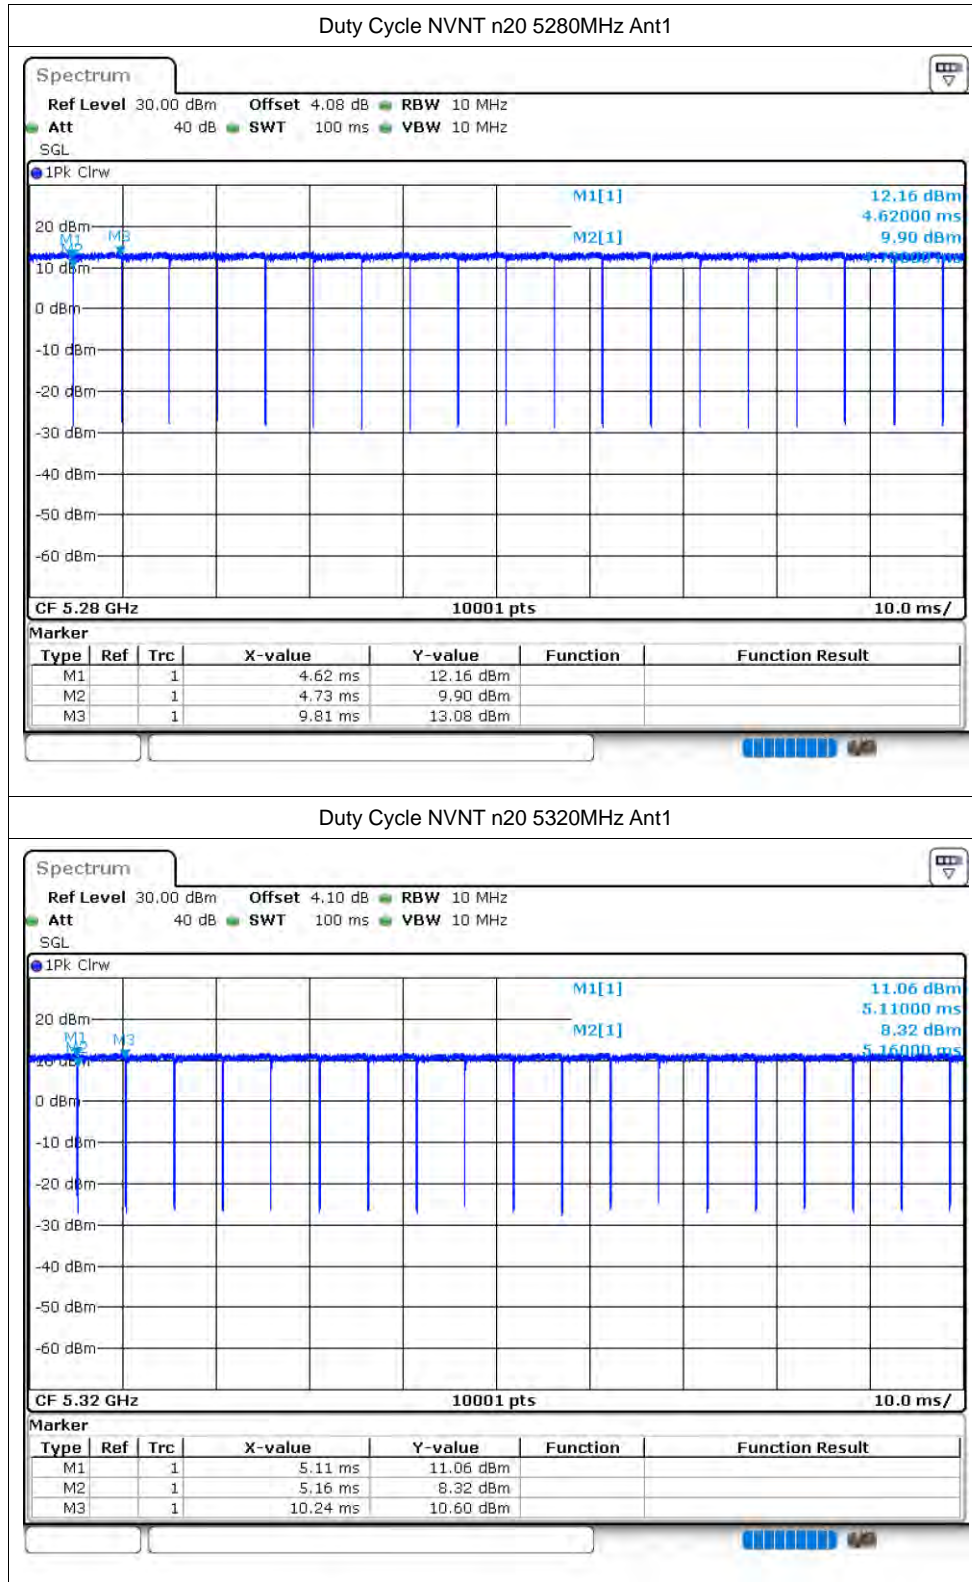 Duty Cycle NVNT n20 5280MHz Ant1
Spectrum
Ref Level 30.00 dBm Offset 4.08 dB RBW 10 MHz
Att 40 dB SWT 100 ms VBW 10 MHz
SGL
1Pk Clrw
M1[1] 12.16 dBm
4.62000 ms
20 dBm
M2[1] 9.90 dBm
M1 M3
M2
4.73000 ms
10 dBm
0 dBm
-10 dBm
-20 dBm
-30 dBm
-40 dBm
-50 dBm
-60 dBm
CF 5.28 GHz 10001 pts 10.0 ms/
Marker
Type Ref Trc X-value Y-value Function Function Result
M1 1 4.62 ms 12.16 dBm
M2 1 4.73 ms 9.90 dBm
M3 1 9.81 ms 13.08 dBm
Duty Cycle NVNT n20 5320MHz Ant1
Spectrum
Ref Level 30.00 dBm Offset 4.10 dB RBW 10 MHz
Att 40 dB SWT 100 ms VBW 10 MHz
SGL
1Pk Clrw
M1[1] 11.06 dBm
5.11000 ms
20 dBm
M2[1] 8.32 dBm
M1 M3
M2
5.16000 ms
10 dBm
0 dBm
-10 dBm
-20 dBm
-30 dBm
-40 dBm
-50 dBm
-60 dBm
CF 5.32 GHz 10001 pts 10.0 ms/
Marker
Type Ref Trc X-value Y-value Function Function Result
M1 1 5.11 ms 11.06 dBm
M2 1 5.16 ms 8.32 dBm
M3 1 10.24 ms 10.60 dBm